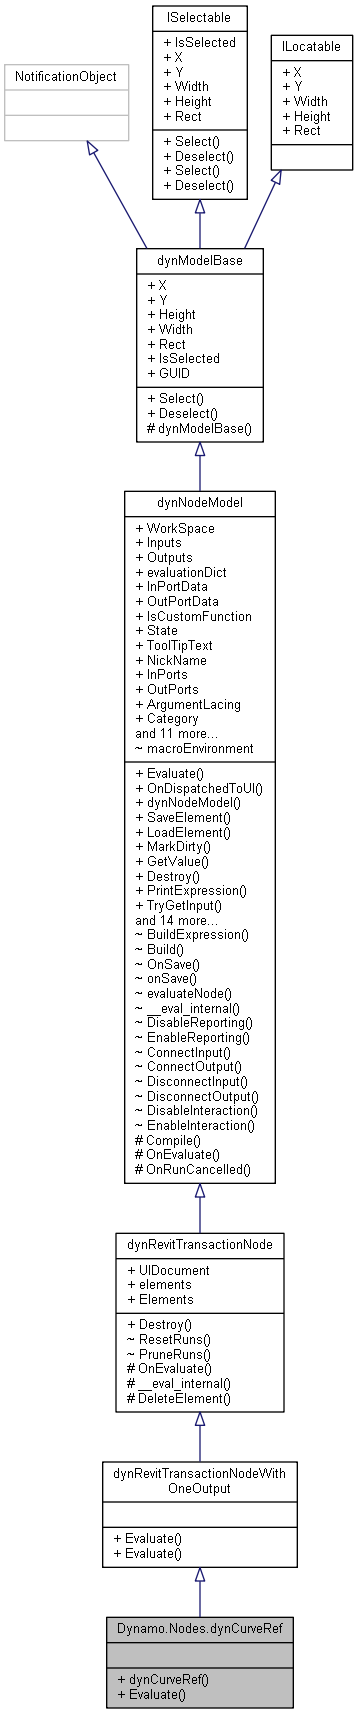 ISelectable
+ IsSelected
+ X
+ Y
+ Width
+ Height
+ Rect
+ Select()
+ Deselect()
+ Select()
+ Deselect()
ILocatable
+ X
+ Y
+ Width
+ Height
+ Rect
NotificationObject
dynModelBase
+ X
+ Y
+ Height
+ Width
+ Rect
+ IsSelected
+ GUID
+ Select()
+ Deselect()
# dynModelBase()
dynNodeModel
+ WorkSpace
+ Inputs
+ Outputs
+ evaluationDict
+ InPortData
+ OutPortData
+ IsCustomFunction
+ State
+ ToolTipText
+ NickName
+ InPorts
+ OutPorts
+ ArgumentLacing
+ Category
and 11 more...
~ macroEnvironment
+ Evaluate()
+ OnDispatchedToUI()
+ dynNodeModel()
+ SaveElement()
+ LoadElement()
+ MarkDirty()
+ GetValue()
+ Destroy()
+ PrintExpression()
+ TryGetInput()
and 14 more...
~ BuildExpression()
~ Build()
~ OnSave()
~ onSave()
~ evaluateNode()
~ __eval_internal()
~ DisableReporting()
~ EnableReporting()
~ ConnectInput()
~ ConnectOutput()
~ DisconnectInput()
~ DisconnectOutput()
~ DisableInteraction()
~ EnableInteraction()
# Compile()
# OnEvaluate()
# OnRunCancelled()
dynRevitTransactionNode
+ UIDocument
+ elements
+ Elements
+ Destroy()
~ ResetRuns()
~ PruneRuns()
# OnEvaluate()
# __eval_internal()
# DeleteElement()
dynRevitTransactionNodeWith
OneOutput
+ Evaluate()
+ Evaluate()
Dynamo.Nodes.dynCurveRef
+ dynCurveRef()
+ Evaluate()